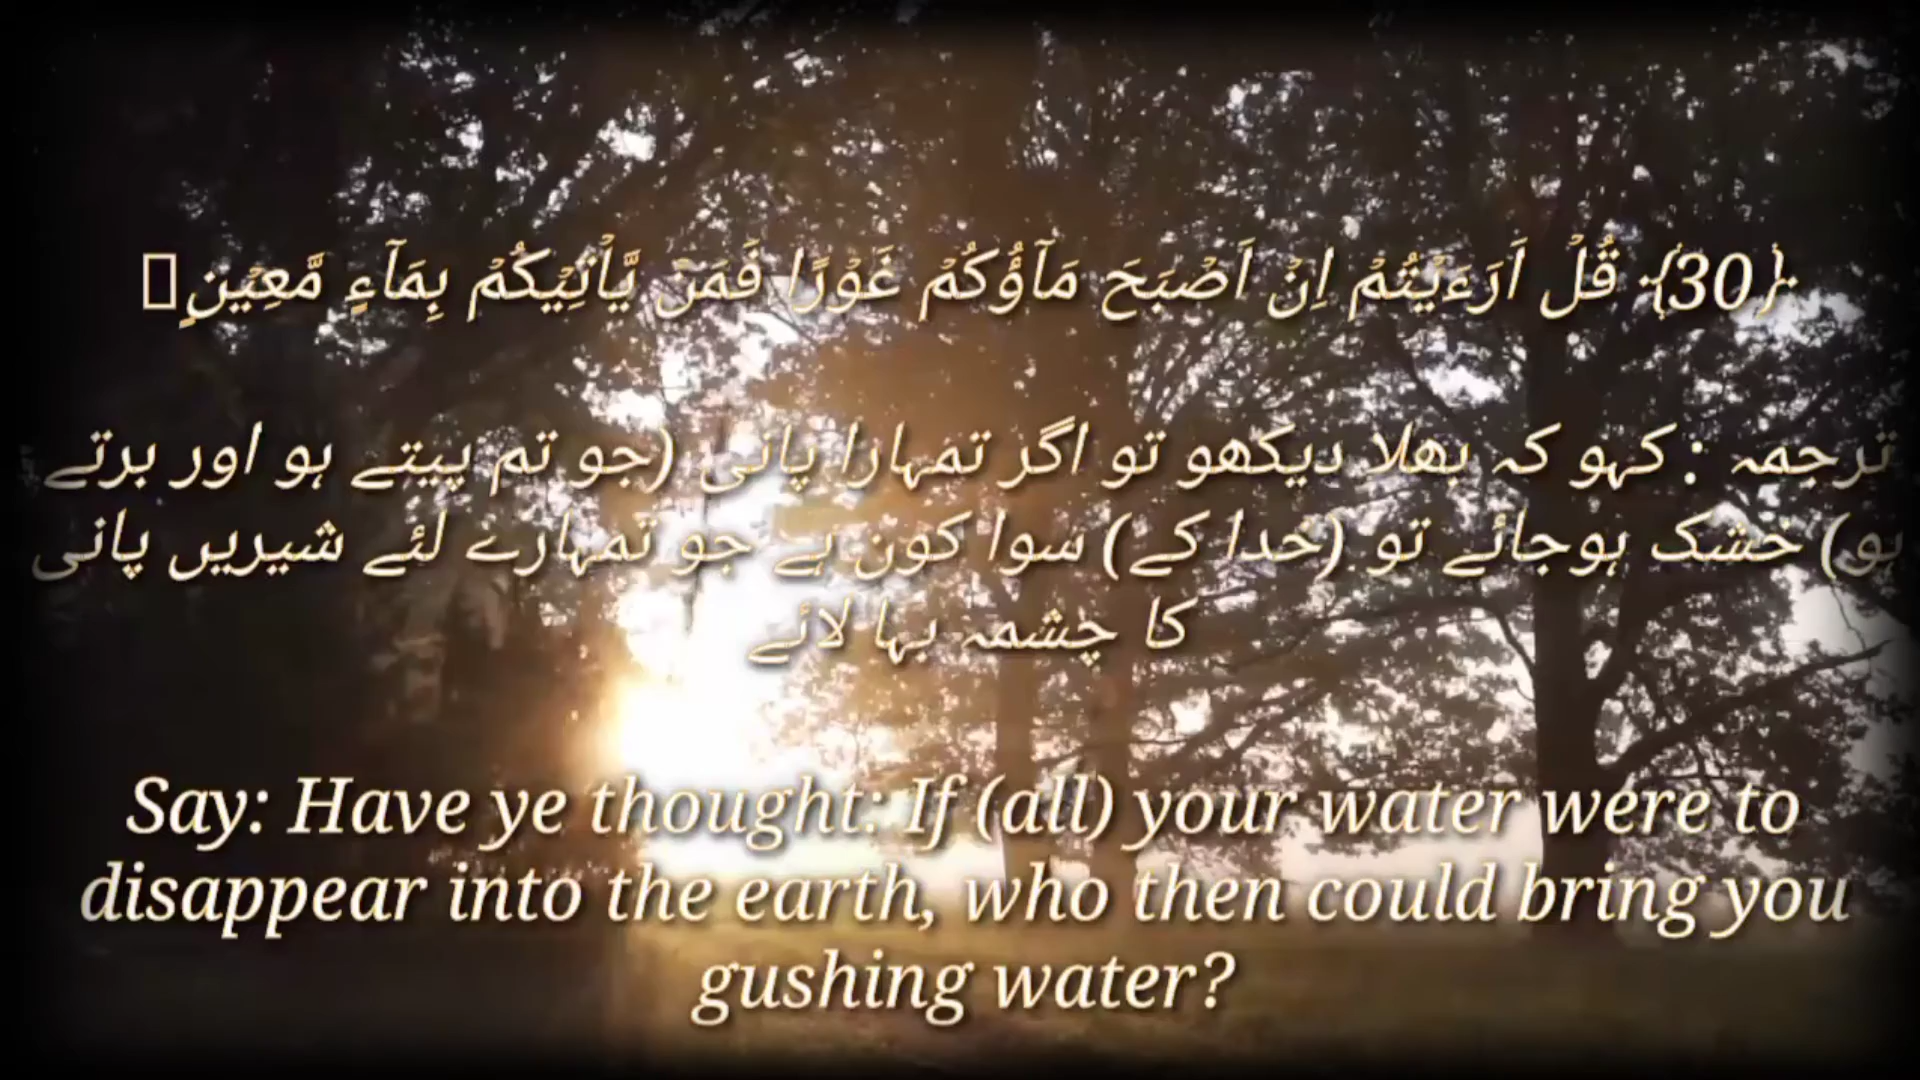 {30} قُلۡ اَرَءَيۡتُمۡ اِنۡ اَصۡبَحَ مَآؤُكُمۡ غَوۡرًا فَمَنۡ يَّاۡتِيۡكُمۡ بِمَآءٍ مَّعِيۡنٍ
ترجمہ : کہو کہ بھلا دیکھو تو اگر تمہارا پانی (جو تم پیتے ہو اور برتے
ہو) خشک ہوجائے تو (خدا کے) سوا کون ہے جو تمہارے لئے شیریں پانی
کا چشمہ بہا لائے
Say: Have ye thought: If (all) your water were to
disappear into the earth, who then could bring you
gushing water?